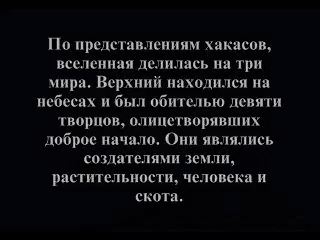 По представлениям хакасов,
вселенная делилась на три
мира. Верхний находился на
небесах и был обителью девяти
творцов, олицетворявших
доброе начало. Они являлись
создателями земли,
растительности, человека и
скота.